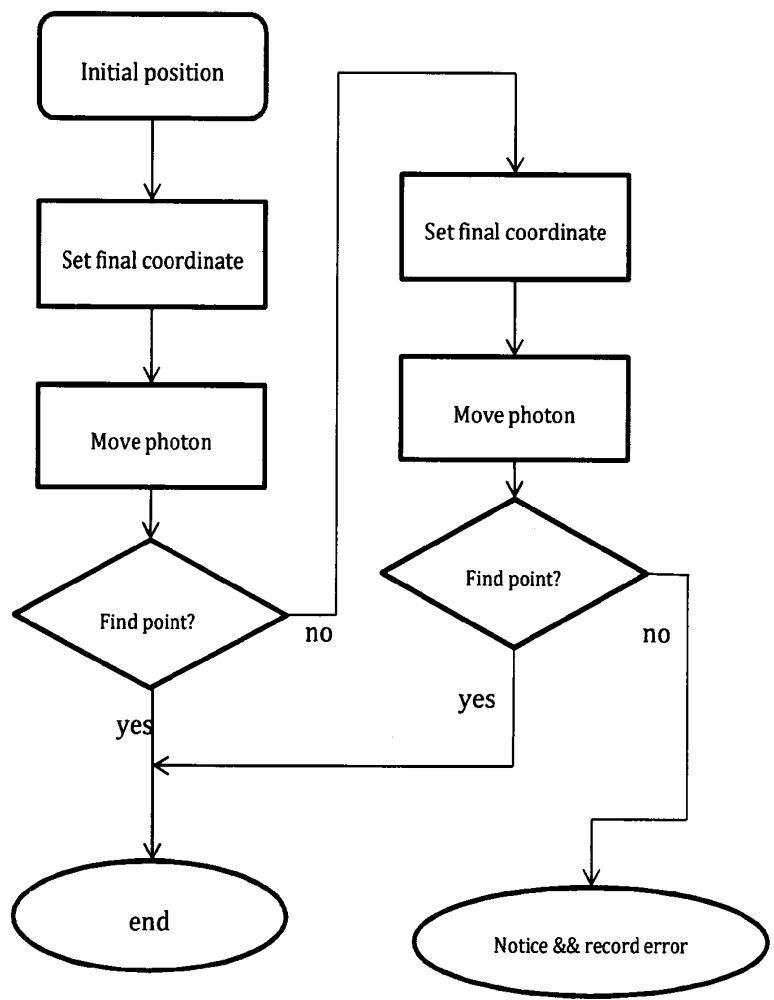 Initial position
Set final coordinate
Move photon
Find point?
no
yes
end
Set final coordinate
Move photon
Find point?
no
yes
Notice && record error